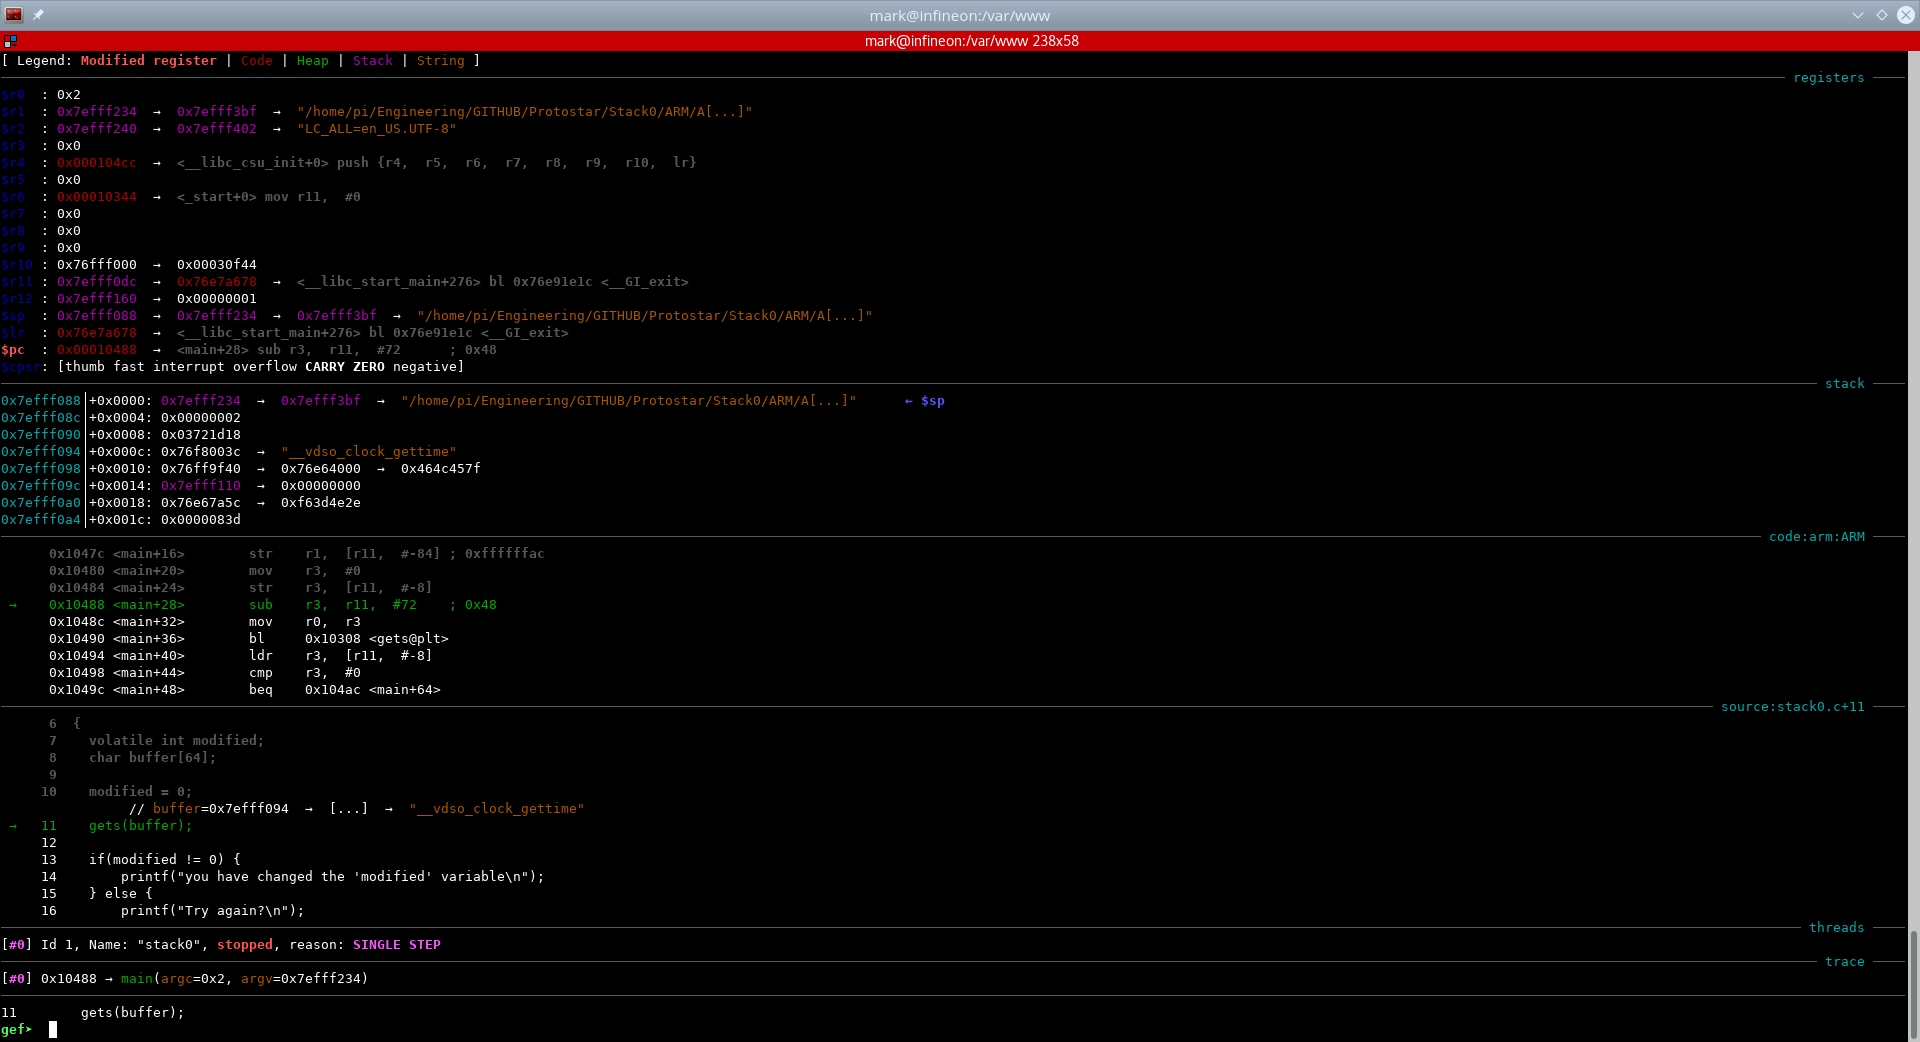 mark@infineon:/var/www
mark@infineon:/var/www 238x58
[ Legend: Modified register | Code | Heap | Stack | String ]
registers
$r0  : 0x2
$r1  : 0x7efff234  →  0x7efff3bf  →  "/home/pi/Engineering/GITHUB/Protostar/Stack0/ARM/A[...]"
$r2  : 0x7efff240  →  0x7efff402  →  "LC_ALL=en_US.UTF-8"
$r3  : 0x0
$r4  : 0x000104cc  →  <__libc_csu_init+0> push {r4,  r5,  r6,  r7,  r8,  r9,  r10,  lr}
$r5  : 0x0
$r6  : 0x00010344  →  <_start+0> mov r11,  #0
$r7  : 0x0
$r8  : 0x0
$r9  : 0x0
$r10 : 0x76fff000  →  0x00030f44
$r11 : 0x7efff0dc  →  0x76e7a678  →  <__libc_start_main+276> bl 0x76e91e1c <__GI_exit>
$r12 : 0x7efff160  →  0x00000001
$sp  : 0x7efff088  →  0x7efff234  →  0x7efff3bf  →  "/home/pi/Engineering/GITHUB/Protostar/Stack0/ARM/A[...]"
$lr  : 0x76e7a678  →  <__libc_start_main+276> bl 0x76e91e1c <__GI_exit>
$pc  : 0x00010488  →  <main+28> sub r3,  r11,  #72      ; 0x48
$cpsr: [thumb fast interrupt overflow CARRY ZERO negative]
stack
0x7efff088│+0x0000: 0x7efff234  →  0x7efff3bf  →  "/home/pi/Engineering/GITHUB/Protostar/Stack0/ARM/A[...]"      ← $sp
0x7efff08c│+0x0004: 0x00000002
0x7efff090│+0x0008: 0x03721d18
0x7efff094│+0x000c: 0x76f8003c  →  "__vdso_clock_gettime"
0x7efff098│+0x0010: 0x76ff9f40  →  0x76e64000  →  0x464c457f
0x7efff09c│+0x0014: 0x7efff110  →  0x00000000
0x7efff0a0│+0x0018: 0x76e67a5c  →  0xf63d4e2e
0x7efff0a4│+0x001c: 0x0000083d
code:arm:ARM
0x1047c <main+16>        str    r1,  [r11,  #-84] ; 0xffffffac
0x10480 <main+20>        mov    r3,  #0
0x10484 <main+24>        str    r3,  [r11,  #-8]
→    0x10488 <main+28>        sub    r3,  r11,  #72    ; 0x48
0x1048c <main+32>        mov    r0,  r3
0x10490 <main+36>        bl     0x10308 <gets@plt>
0x10494 <main+40>        ldr    r3,  [r11,  #-8]
0x10498 <main+44>        cmp    r3,  #0
0x1049c <main+48>        beq    0x104ac <main+64>
source:stack0.c+11
6  {
7    volatile int modified;
8    char buffer[64];
9
10    modified = 0;
// buffer=0x7efff094  →  [...]  →  "__vdso_clock_gettime"
→   11    gets(buffer);
12
13    if(modified != 0) {
14        printf("you have changed the 'modified' variable\n");
15    } else {
16        printf("Try again?\n");
threads
[#0] Id 1, Name: "stack0", stopped, reason: SINGLE STEP
trace
[#0] 0x10488 → main(argc=0x2, argv=0x7efff234)
11        gets(buffer);
gef➤